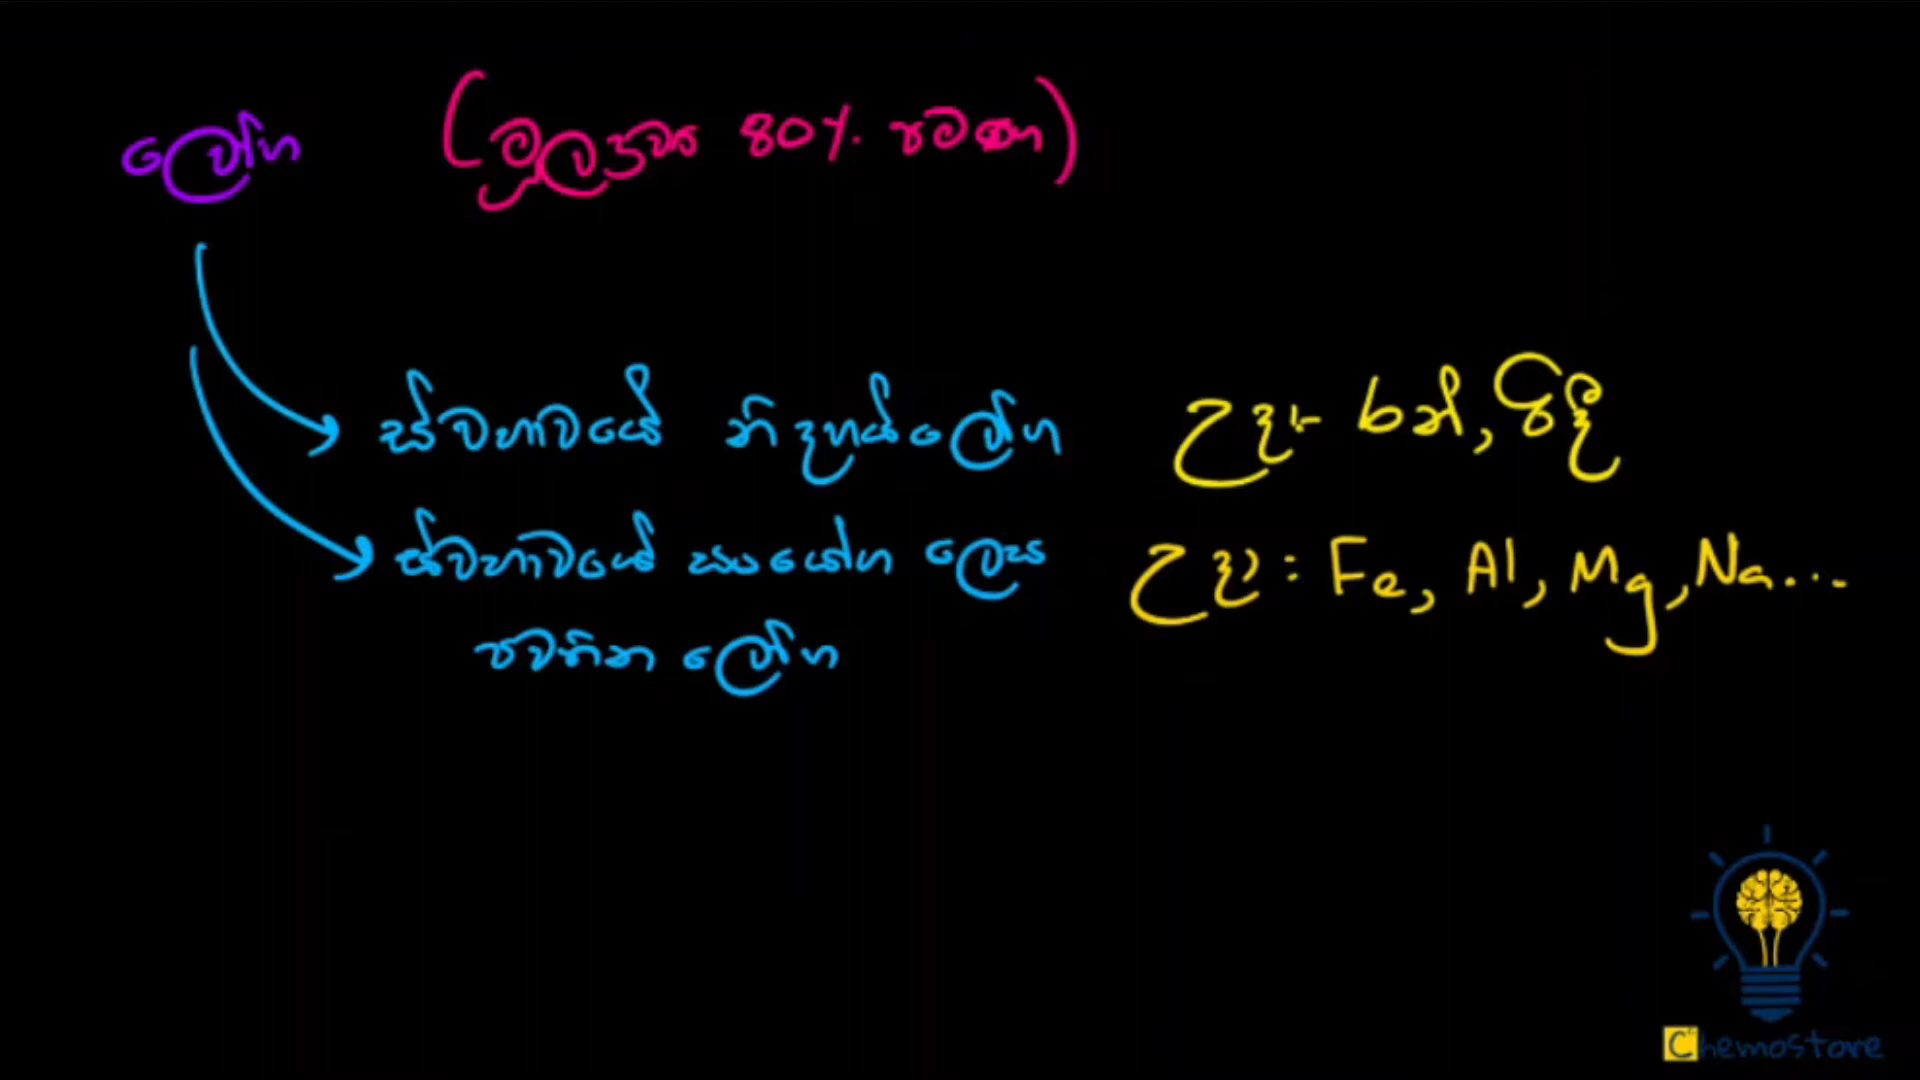 ලෝහ (මූලද්‍රව්‍ය 80% පමණ)
ස්වභාවයේ නිදහස් ලෝහ උදා:- රන්, රිදී
ස්වභාවයේ සංයෝග ලෙස උදා : Fe, Al, Mg, Na...
පවතින ලෝහ
Chemostore